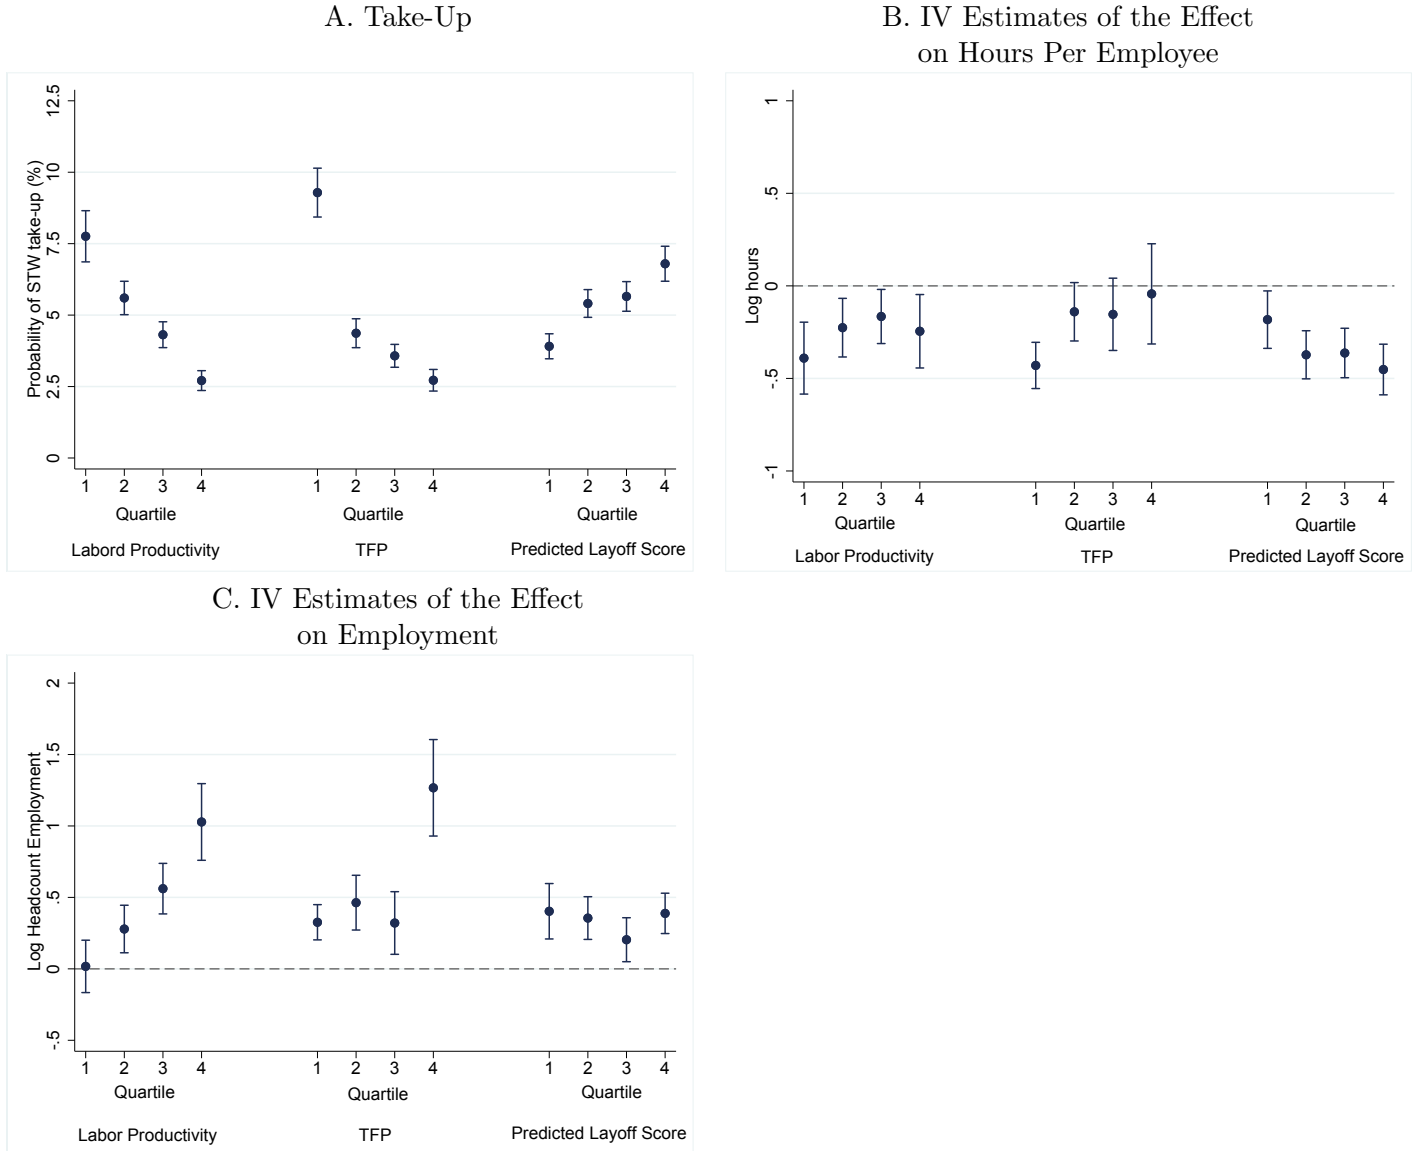 A. Take-Up
Probability of STW take-up (%)
12.5
10
7.5
5
2.5
0
1 2 3 4 1 2 3 4 1 2 3 4
Quartile Quartile Quartile
Labord Productivity TFP Predicted Layoff Score
B. IV Estimates of the Effect
on Hours Per Employee
Log hours
1
.5
0
-.5
-1
1 2 3 4 1 2 3 4 1 2 3 4
Quartile Quartile Quartile
Labor Productivity TFP Predicted Layoff Score
C. IV Estimates of the Effect
on Employment
Log Headcount Employment
2
1.5
1
.5
0
-.5
1 2 3 4 1 2 3 4 1 2 3 4
Quartile Quartile Quartile
Labor Productivity TFP Predicted Layoff Score